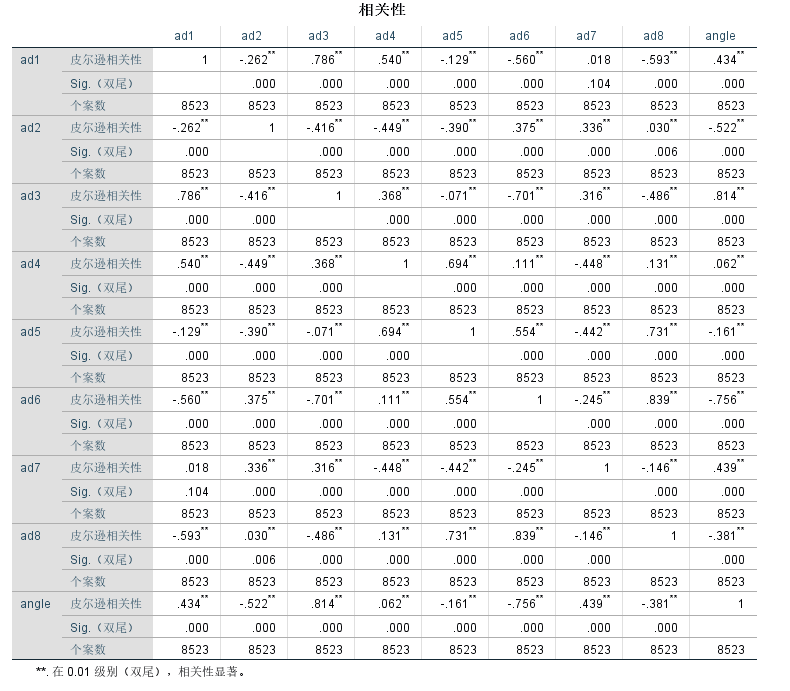 相关性
ad1 ad2 ad3 ad4 ad5 ad6 ad7 ad8 angle
ad1 皮尔逊相关性 1 -.262** .786** .540** -.129** -.560** .018 -.593** .434**
Sig.（双尾） .000 .000 .000 .000 .000 .104 .000 .000
个案数 8523 8523 8523 8523 8523 8523 8523 8523 8523
ad2 皮尔逊相关性 -.262** 1 -.416** -.449** -.390** .375** .336** .030** -.522**
Sig.（双尾） .000 .000 .000 .000 .000 .000 .006 .000
个案数 8523 8523 8523 8523 8523 8523 8523 8523 8523
ad3 皮尔逊相关性 .786** -.416** 1 .368** -.071** -.701** .316** -.486** .814**
Sig.（双尾） .000 .000 .000 .000 .000 .000 .000 .000
个案数 8523 8523 8523 8523 8523 8523 8523 8523 8523
ad4 皮尔逊相关性 .540** -.449** .368** 1 .694** .111** -.448** .131** .062**
Sig.（双尾） .000 .000 .000 .000 .000 .000 .000 .000
个案数 8523 8523 8523 8523 8523 8523 8523 8523 8523
ad5 皮尔逊相关性 -.129** -.390** -.071** .694** 1 .554** -.442** .731** -.161**
Sig.（双尾） .000 .000 .000 .000 .000 .000 .000 .000
个案数 8523 8523 8523 8523 8523 8523 8523 8523 8523
ad6 皮尔逊相关性 -.560** .375** -.701** .111** .554** 1 -.245** .839** -.756**
Sig.（双尾） .000 .000 .000 .000 .000 .000 .000 .000
个案数 8523 8523 8523 8523 8523 8523 8523 8523 8523
ad7 皮尔逊相关性 .018 .336** .316** -.448** -.442** -.245** 1 -.146** .439**
Sig.（双尾） .104 .000 .000 .000 .000 .000 .000 .000
个案数 8523 8523 8523 8523 8523 8523 8523 8523 8523
ad8 皮尔逊相关性 -.593** .030** -.486** .131** .731** .839** -.146** 1 -.381**
Sig.（双尾） .000 .006 .000 .000 .000 .000 .000 .000
个案数 8523 8523 8523 8523 8523 8523 8523 8523 8523
angle 皮尔逊相关性 .434** -.522** .814** .062** -.161** -.756** .439** -.381** 1
Sig.（双尾） .000 .000 .000 .000 .000 .000 .000 .000
个案数 8523 8523 8523 8523 8523 8523 8523 8523 8523
**. 在 0.01 级别（双尾），相关性显著。